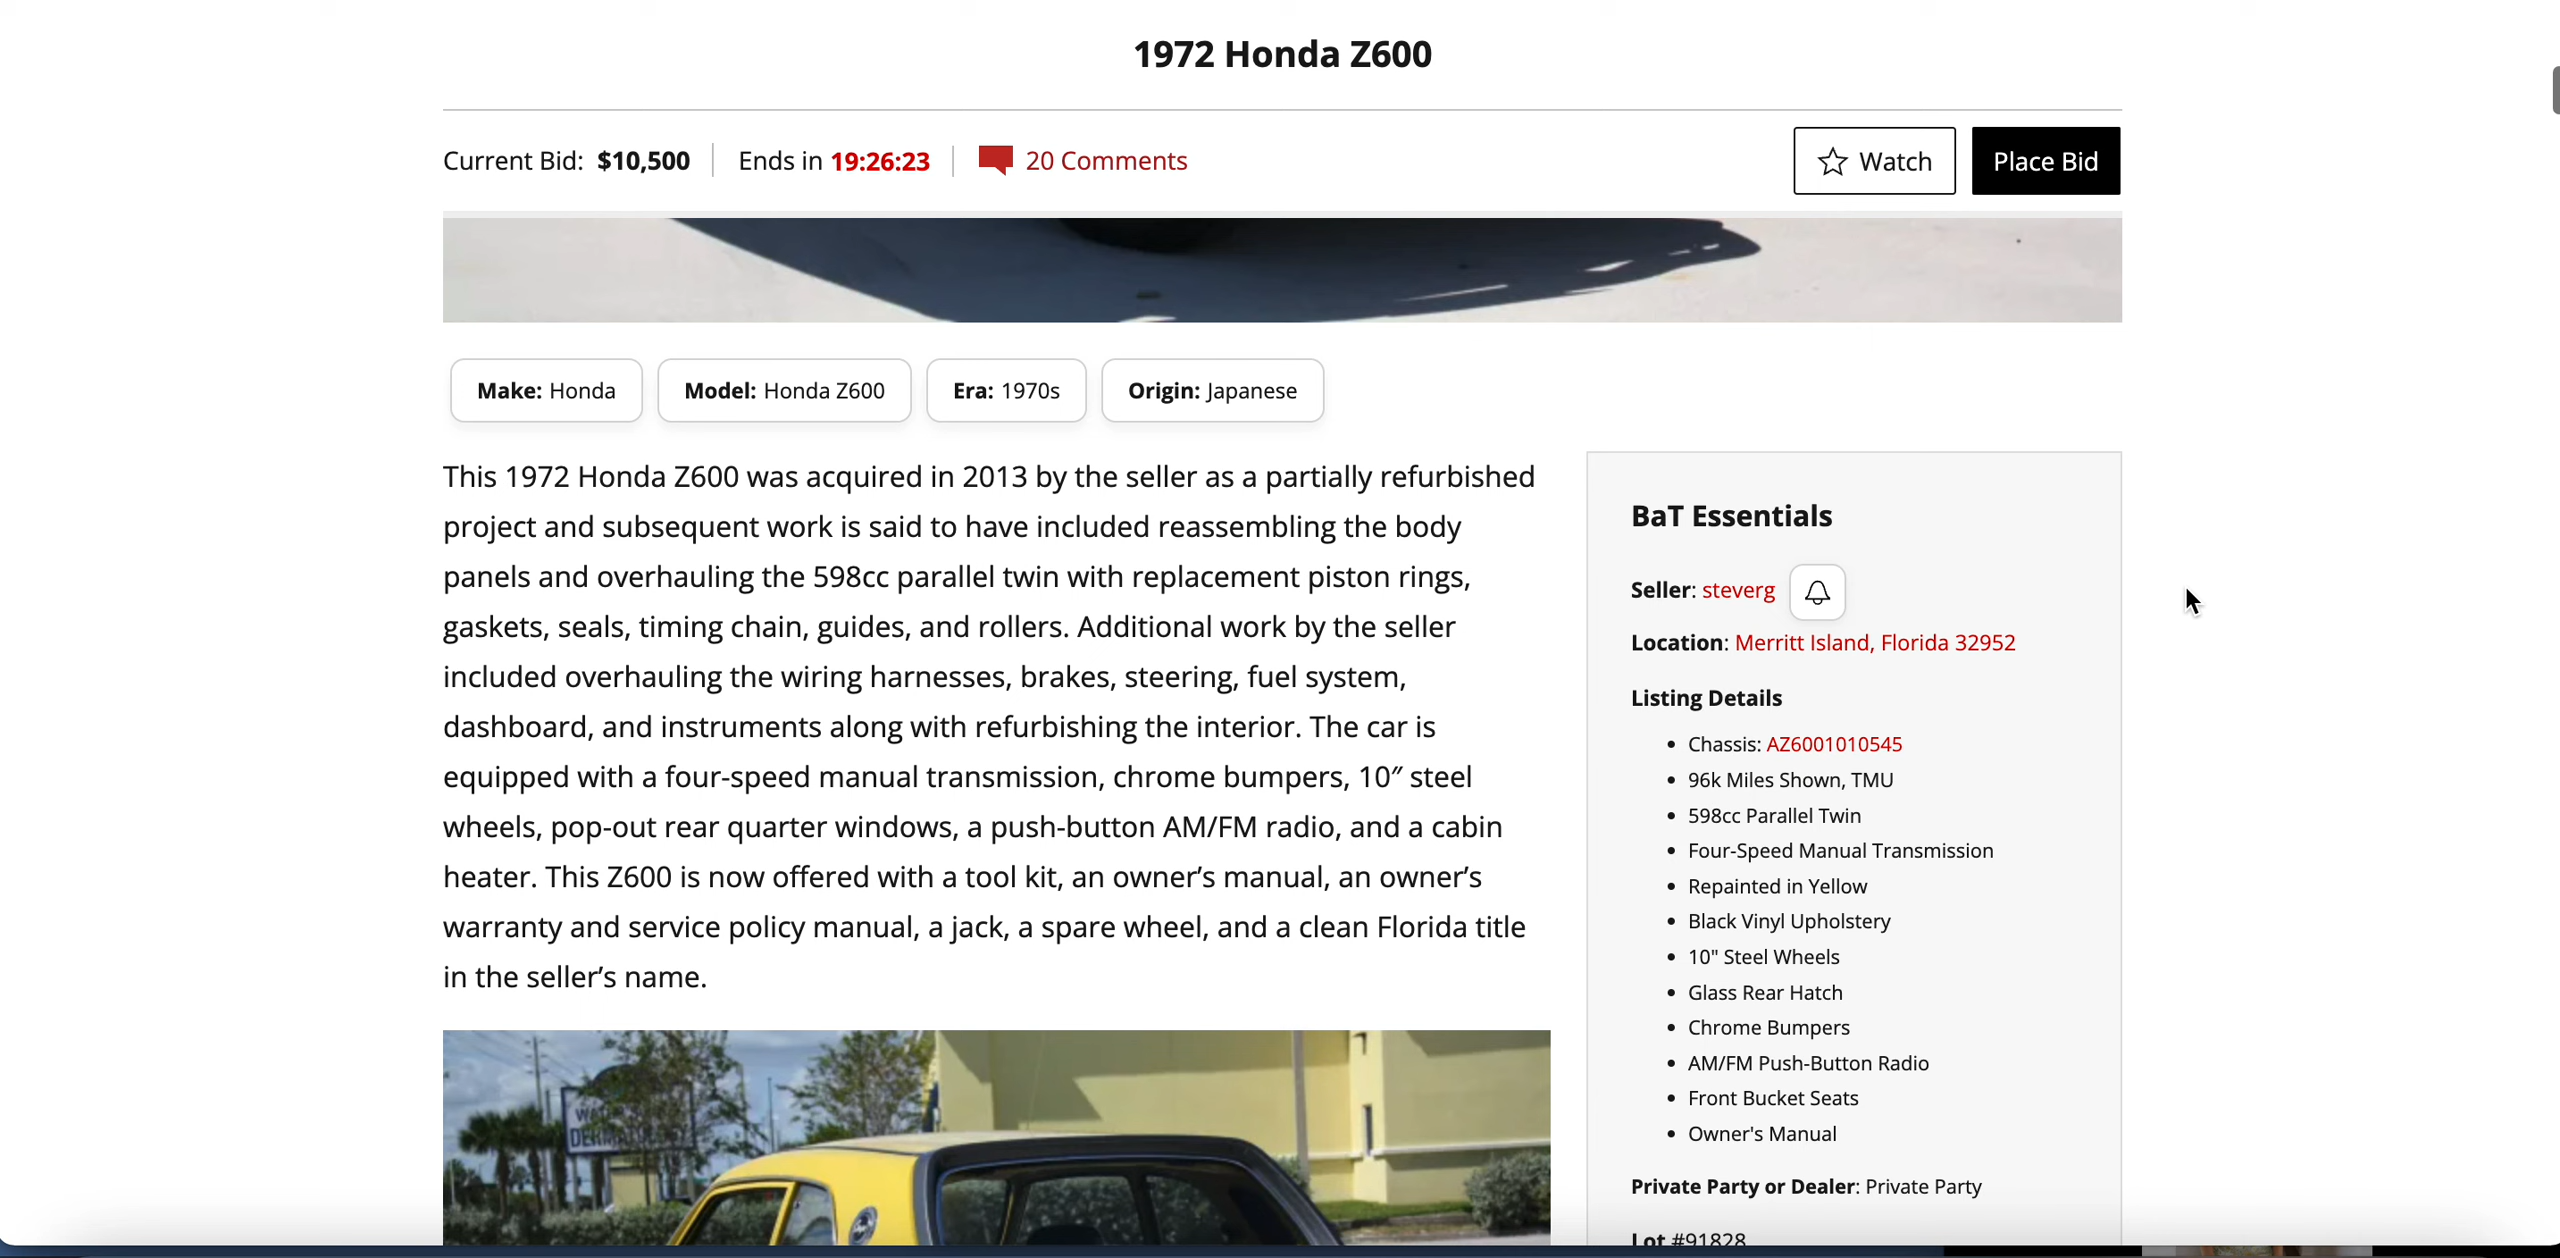 1972 Honda Z600
Current Bid: $10,500
Ends in 19:26:23
20 Comments
Watch
Place Bid
Make: Honda
Model: Honda Z600
Era: 1970s
Origin: Japanese
This 1972 Honda Z600 was acquired in 2013 by the seller as a partially refurbished
project and subsequent work is said to have included reassembling the body
panels and overhauling the 598cc parallel twin with replacement piston rings,
gaskets, seals, timing chain, guides, and rollers. Additional work by the seller
included overhauling the wiring harnesses, brakes, steering, fuel system,
dashboard, and instruments along with refurbishing the interior. The car is
equipped with a four-speed manual transmission, chrome bumpers, 10″ steel
wheels, pop-out rear quarter windows, a push-button AM/FM radio, and a cabin
heater. This Z600 is now offered with a tool kit, an owner’s manual, an owner’s
warranty and service policy manual, a jack, a spare wheel, and a clean Florida title
in the seller’s name.
BaT Essentials
Seller: steverg
Location: Merritt Island, Florida 32952
Listing Details
• Chassis: AZ6001010545
• 96k Miles Shown, TMU
• 598cc Parallel Twin
• Four-Speed Manual Transmission
• Repainted in Yellow
• Black Vinyl Upholstery
• 10" Steel Wheels
• Glass Rear Hatch
• Chrome Bumpers
• AM/FM Push-Button Radio
• Front Bucket Seats
• Owner's Manual
Private Party or Dealer: Private Party
Lot #91828